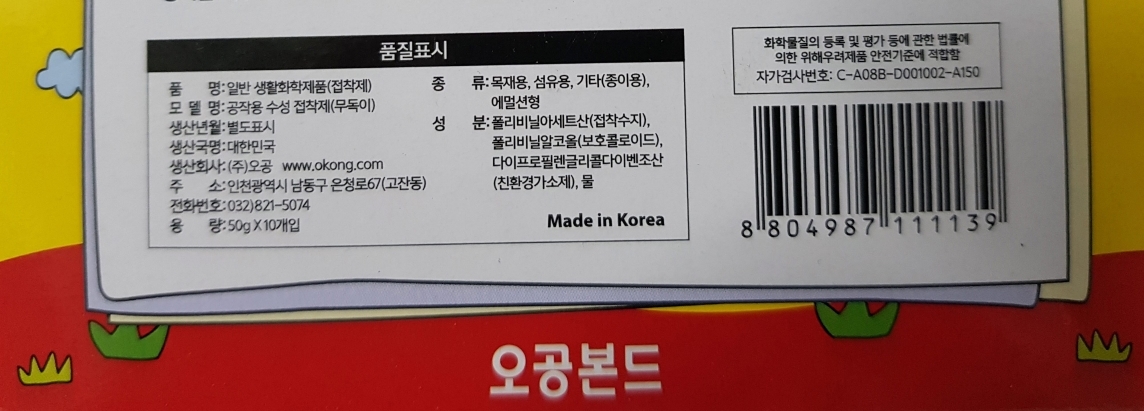 품질표시
품 명:일반 생활화학제품(접착제)
모 델 명:공작용 수성 접착제(무독이)
생산년월:별도표시
생산국명:대한민국
생산회사:(주)오공 www.okong.com
주 소:인천광역시 남동구 은청로67(고잔동)
전화번호:032)821-5074
용 량:50g X 10개입
종 류:목재용, 섬유용, 기타(종이용),
에멀션형
성 분:폴리비닐아세트산(접착수지),
폴리비닐알코올(보호콜로이드),
다이프로필렌글리콜다이벤조산
(친환경가소제), 물
Made in Korea
화학물질의 등록 및 평가 등에 관한 법률에
의한 위해우려제품 안전기준에 적합함
자가검사번호: C-A08B-D001002-A150
8 804987 111139
오공본드